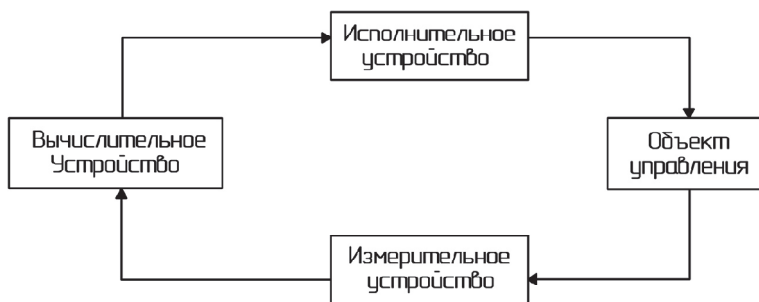 Исполнительное
устройство
Вычислительное
Устройство
Объект
управления
Измерительное
устройство